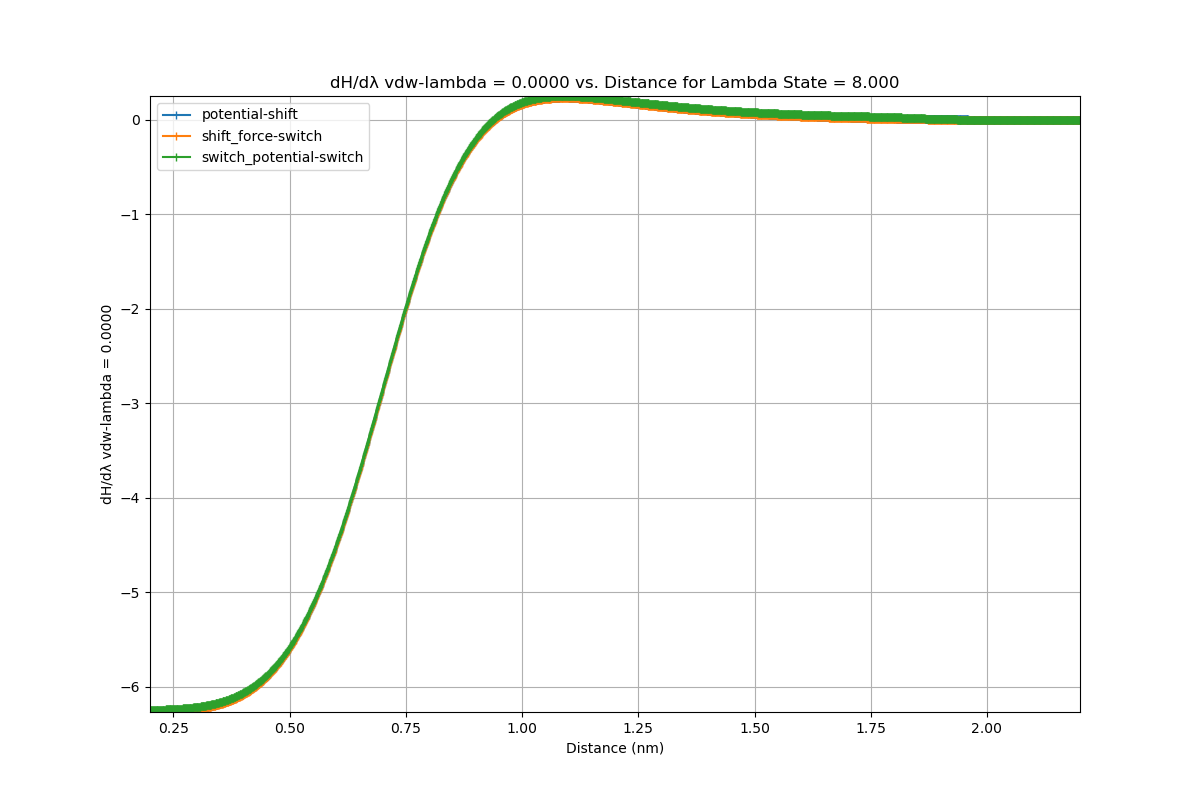 dH/dλ vdw-lambda = 0.0000 vs. Distance for Lambda State = 8.000
potential-shift
shift_force-switch
switch_potential-switch
0
−1
−2
−3
−4
−5
−6
dH/dλ vdw-lambda = 0.0000
0.25 0.50 0.75 1.00 1.25 1.50 1.75 2.00
Distance (nm)